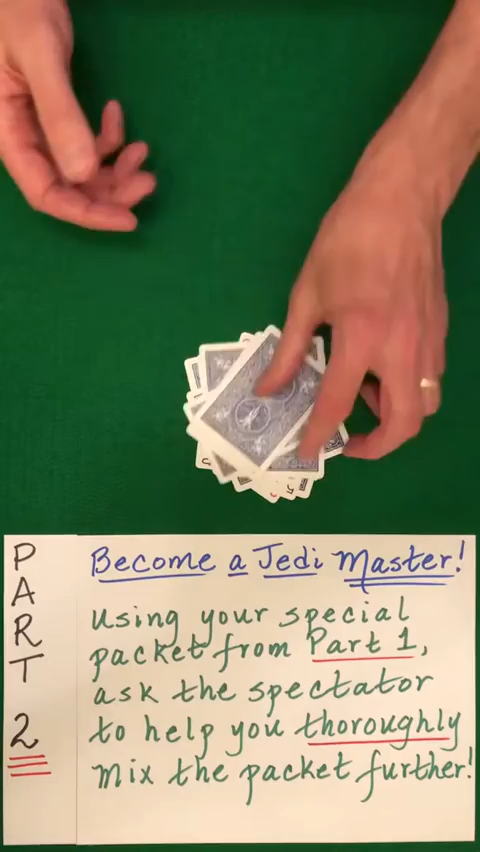 PART 2
Become a Jedi Master!
using your special
packet from Part 1,
ask the spectator
to help you thoroughly
mix the packet further!